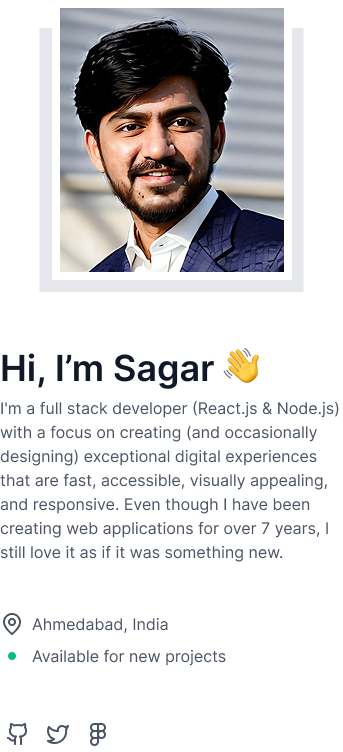 Hi, I’m Sagar 👋
I'm a full stack developer (React.js & Node.js)
with a focus on creating (and occasionally
designing) exceptional digital experiences
that are fast, accessible, visually appealing,
and responsive. Even though I have been
creating web applications for over 7 years, I
still love it as if it was something new.
Ahmedabad, India
Available for new projects